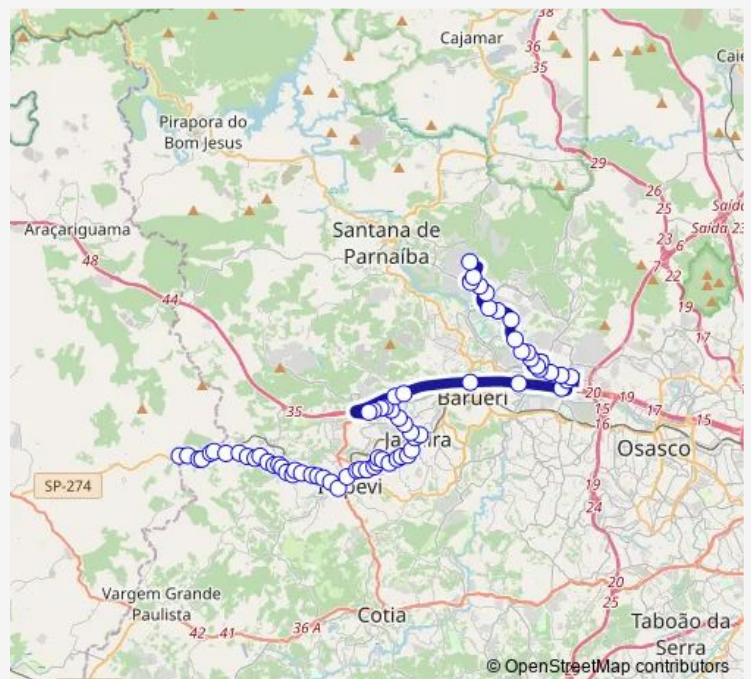 38
Cajamar
36
35
Caie
Pirapora do
Bom Jesus
29
26
25
Saída
Saída 23
Araçariguama
Santana de
Parnaíba
23
6
7
22
48
19
17
44
35
Barueri
20
19
17
15
15
16
Jandira
Osasco
SP-274
Itapevi
19
24
Vargem Grande
Paulista
20
25
42
41
36 A
Cotia
Taboão da
Serra
© OpenStreetMap contributors